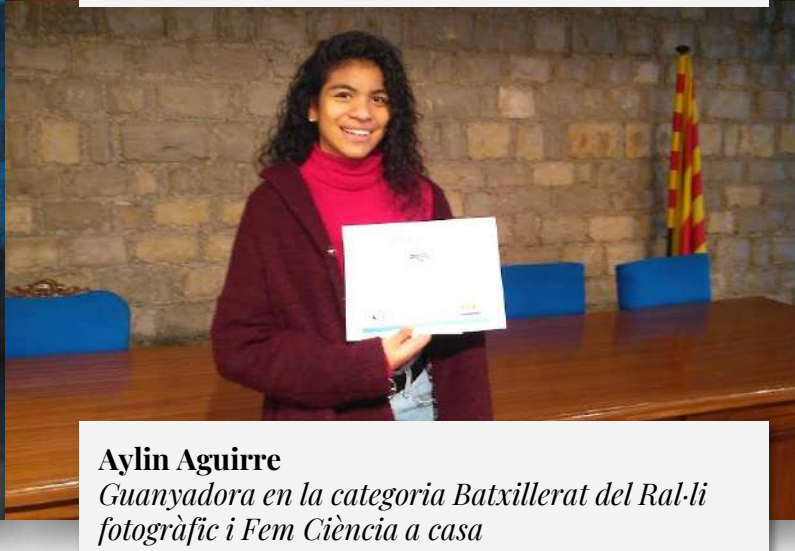 Aylin Aguirre
Guanyadora en la categoria Batxillerat del Ral·li
fotogràfic i Fem Ciència a casa